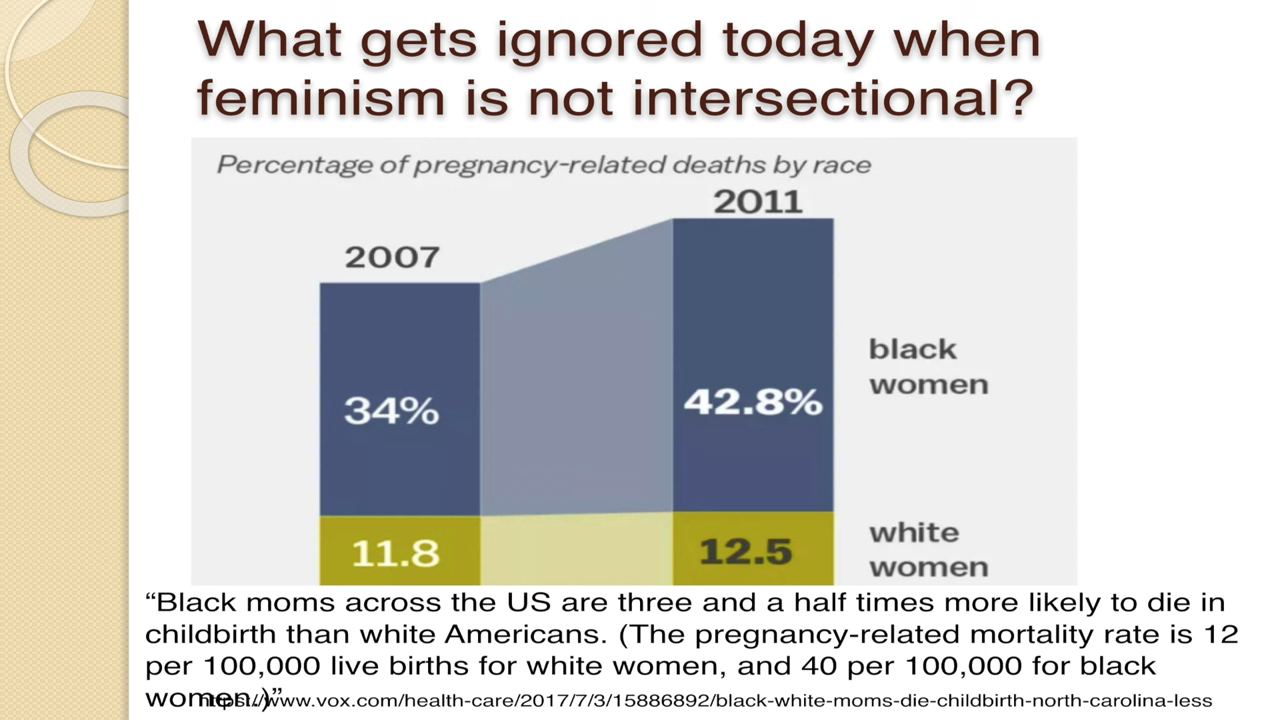 What gets ignored today when
feminism is not intersectional?
Percentage of pregnancy-related deaths by race
2007
2011
34%
42.8%
black
women
11.8
12.5
white
women
“Black moms across the US are three and a half times more likely to die in
childbirth than white Americans. (The pregnancy-related mortality rate is 12
per 100,000 live births for white women, and 40 per 100,000 for black
women.)”
https://www.vox.com/health-care/2017/7/3/15886892/black-white-moms-die-childbirth-north-carolina-less